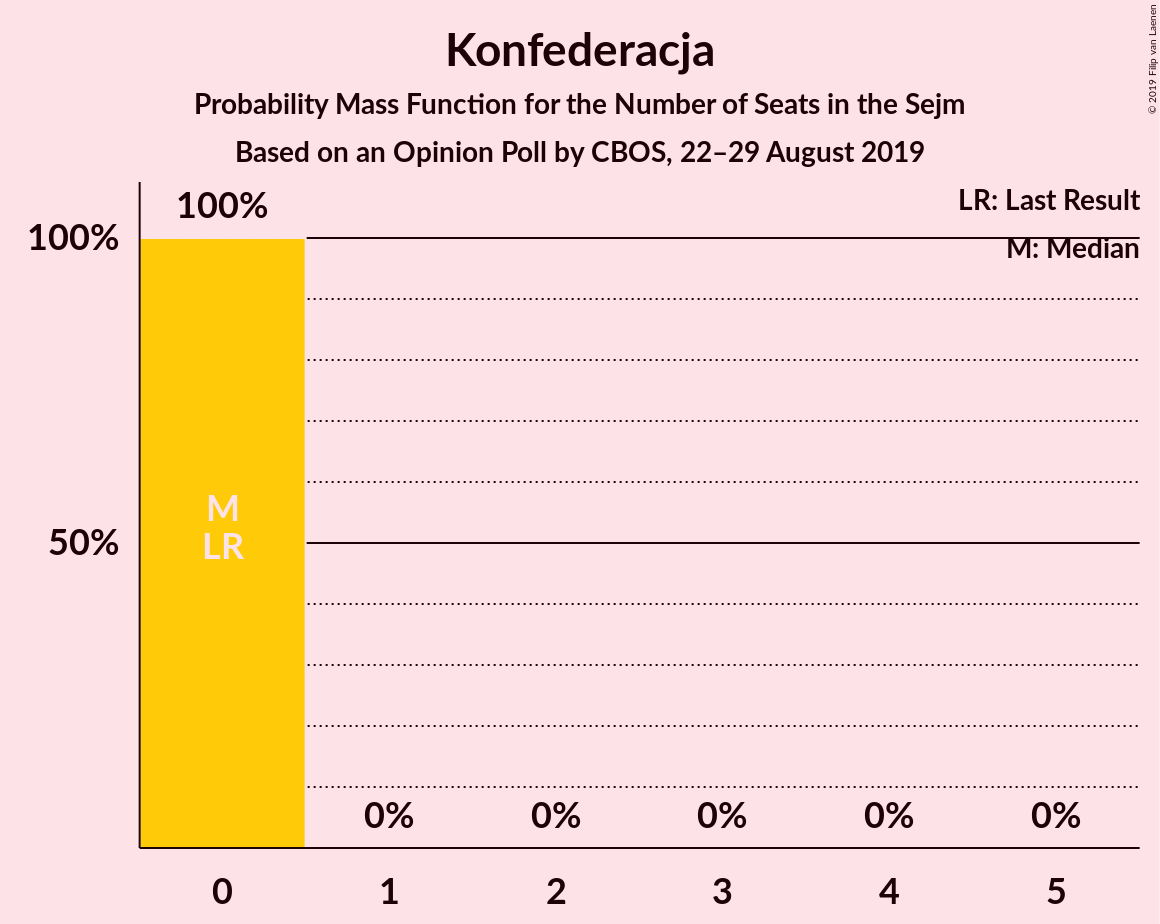 Konfederacja
Probability Mass Function for the Number of Seats in the Sejm
Based on an Opinion Poll by CBOS, 22–29 August 2019
© 2019 Filip van Laenen
LR: Last Result
M: Median
100%
100%
50%
M
LR
0%
0%
0%
0%
0%
0
1
2
3
4
5